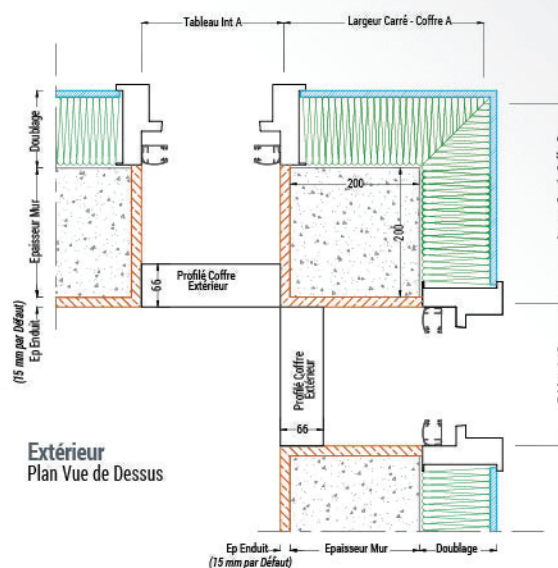 Tableau Int A
Largeur Carré - Coffre A
Doublage
Epaisseur Mur
Ep Enduit
(15 mm par Défaut)
200
200
Profilé Coffre
Extérieur
66
Profilé Coffre
Extérieur
66
Extérieur
Plan Vue de Dessus
Ep Enduit
(15 mm par Défaut)
Epaisseur Mur
Doublage